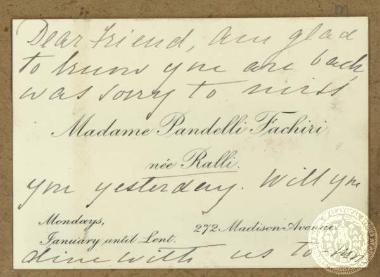 Dear Friend, Am glad
to know you are back
was sorry to miss
Madame Pandelli Fachiri
née Ralli.
you yesterday. Will you
Mondays, 272 Madison Avenue
January until Lent.
dine with us to